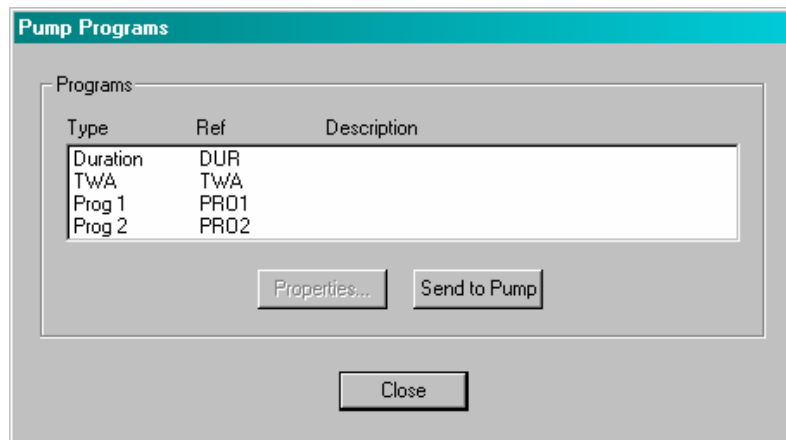 Pump Programs
Programs
Type Ref Description
Duration DUR
TWA TWA
Prog 1 PRO1
Prog 2 PRO2
Properties... Send to Pump
Close